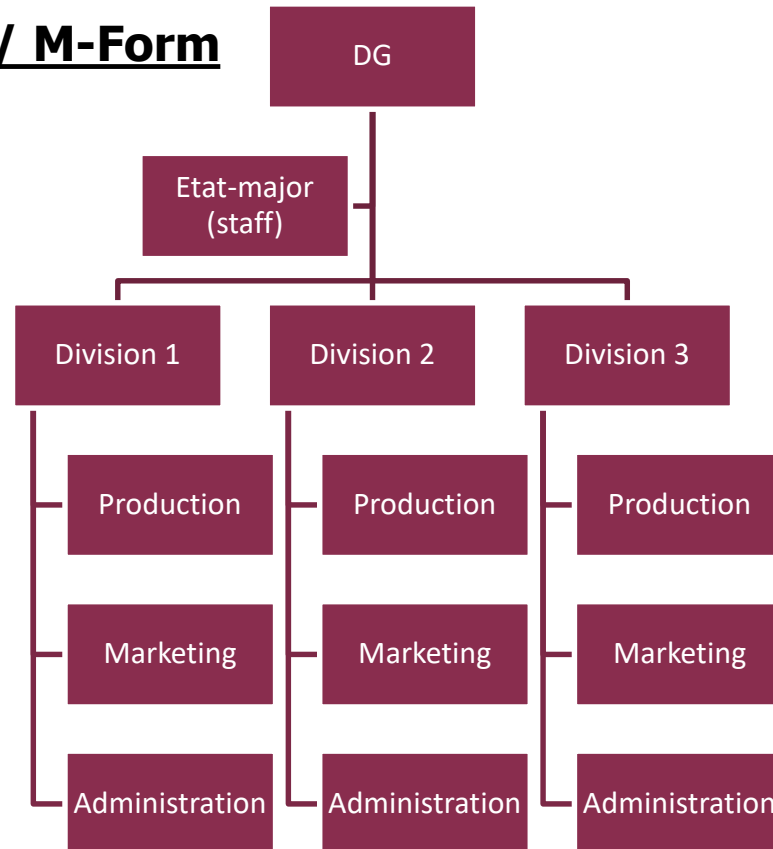 / M-Form
DG
Etat-major
(staff)
Division 1
Division 2
Division 3
Production
Production
Production
Marketing
Marketing
Marketing
Administration
Administration
Administration